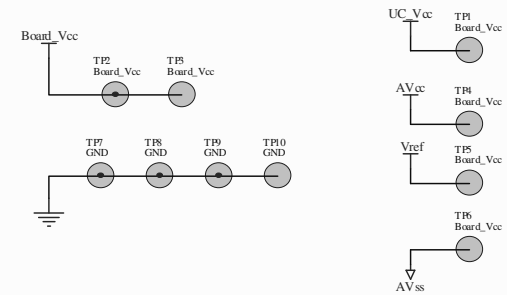 Board_Vcc
TP2
Board_Vcc
TP3
Board_Vcc
TP7
GND
TP8
GND
TP9
GND
TP10
GND
UC_Vcc
TP1
Board_Vcc
AVcc
TP4
Board_Vcc
Vref
TP5
Board_Vcc
TP6
Board_Vcc
AVss